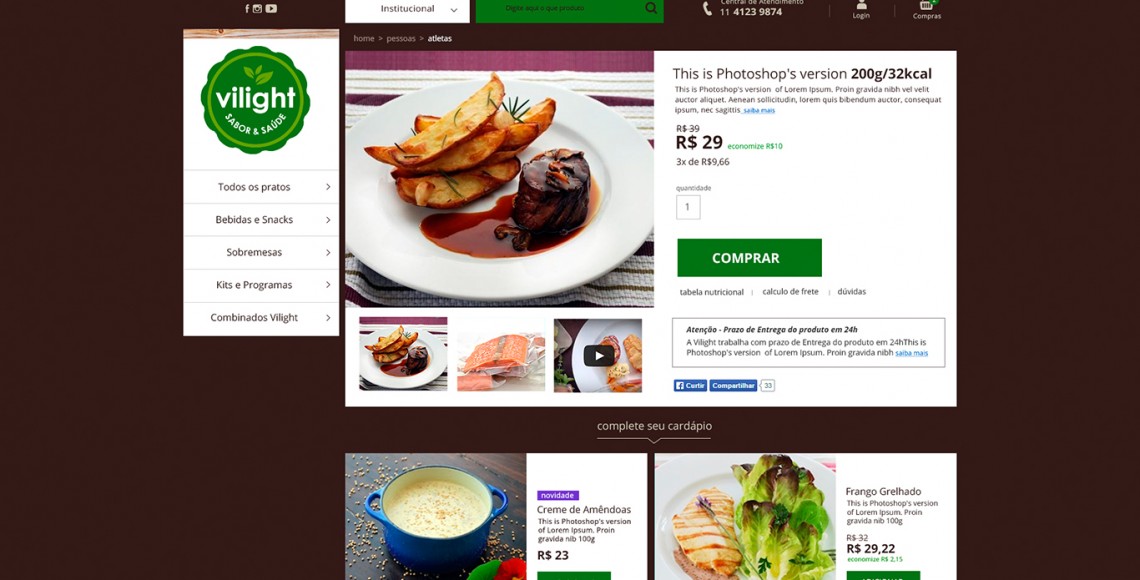 Institucional
Digite aqui o que produto
Central de Atendimento
11 4123 9874
Login
Compras
home > pessoas > atletas
vilight
SABOR & SAÚDE
Todos os pratos
Bebidas e Snacks
Sobremesas
Kits e Programas
Combinados Vilight
This is Photoshop's version 200g/32kcal
This is Photoshop's version of Lorem Ipsum. Proin gravida nibh vel velit
auctor aliquet. Aenean sollicitudin, lorem quis bibendum auctor, consequat
ipsum, nec sagittis saiba mais
R$ 39
R$ 29 economize R$10
3x de R$9,66
quantidade
1
COMPRAR
tabela nutricional | calculo de frete | dúvidas
Atenção - Prazo de Entrega do produto em 24h
A Vilight trabalha com prazo de Entrega do produto em 24hThis is
Photoshop's version of Lorem Ipsum. Proin gravida nibh saiba mais
Curtir Compartilhar 33
complete seu cardápio
novidade
Creme de Amêndoas
This is Photoshop's version
of Lorem Ipsum. Proin
gravida nib 100g
R$ 23
Frango Grelhado
This is Photoshop's version
of Lorem Ipsum. Proin
gravida nib 100g
R$ 32
R$ 29,22
economize R$ 2,15